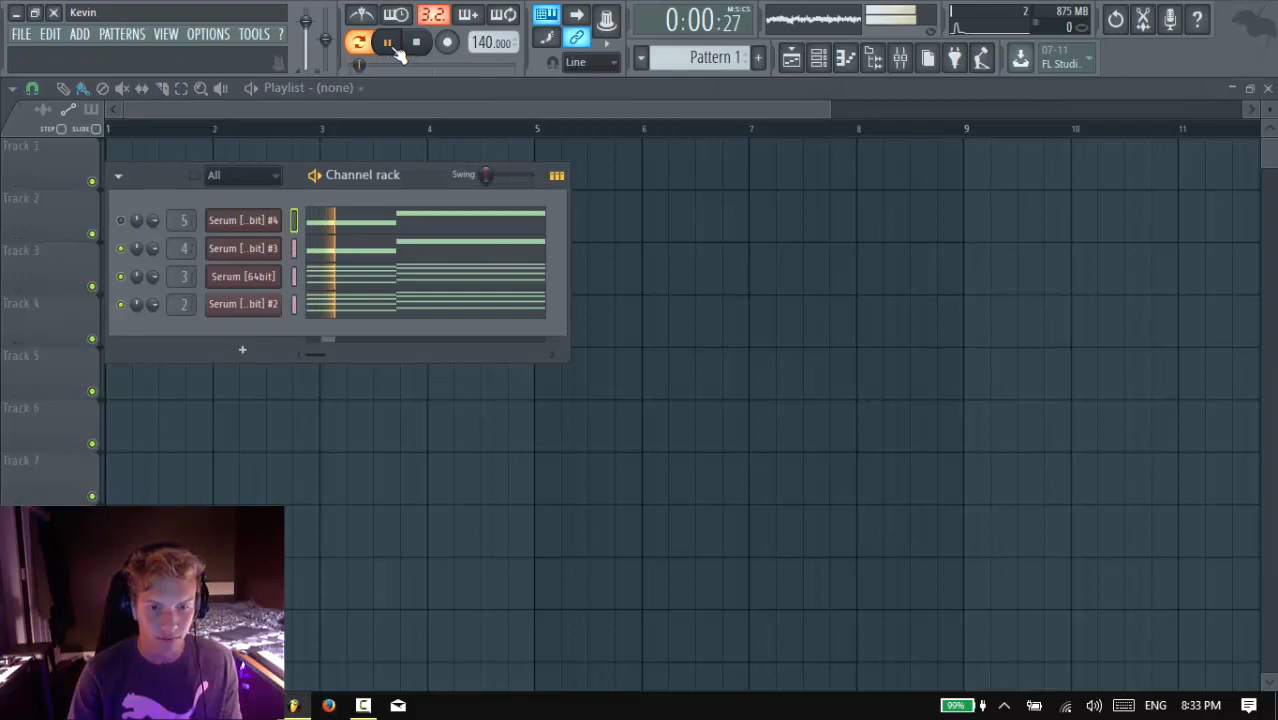 Kevin
FILE EDIT ADD PATTERNS VIEW OPTIONS TOOLS ?
3.2.
140.000
0:00:27
M:S:CS
2
875 MB
0
Line
Pattern 1
07-11
FL Studi..
Playlist - (none)
STEP
SLIDE
1 2 3 4 5 6 7 8 9 10 11
Track 1
Track 2
Track 3
Track 4
Track 5
Track 6
Track 7
All
Channel rack
Swing
5 Serum [..bit] #4
4 Serum [..bit] #3
3 Serum [64bit]
2 Serum [..bit] #2
99%
ENG
8:33 PM